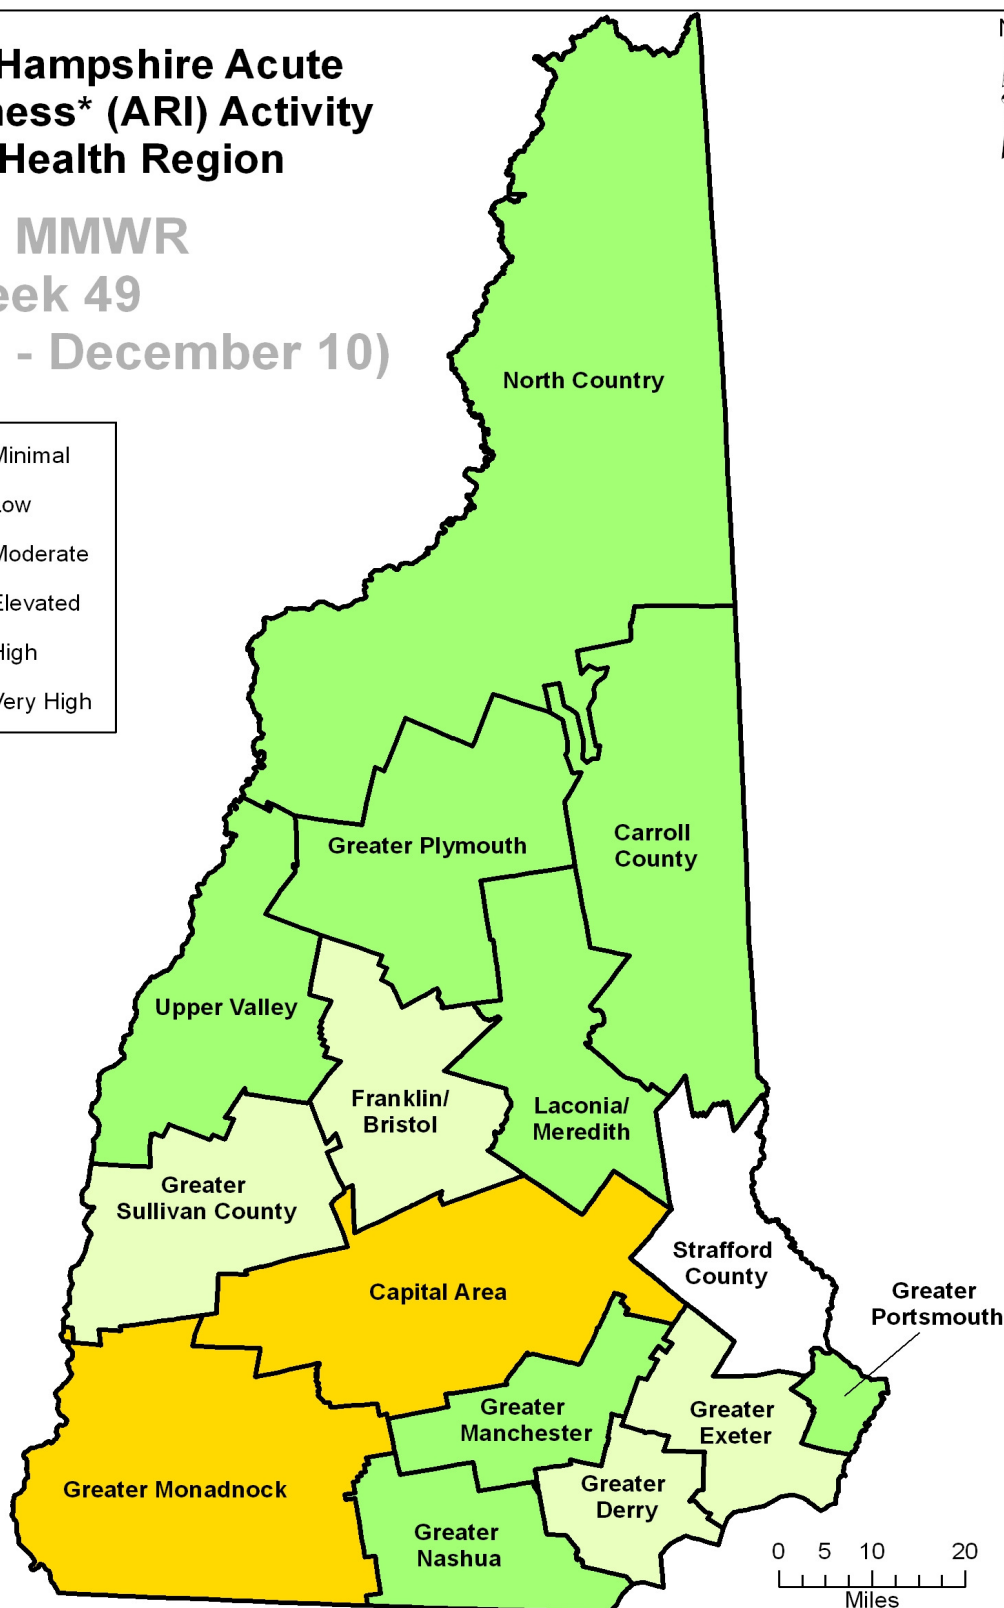 Hampshire Acute
ness* (ARI) Activity
Health Region
MMWR
eek 49
- December 10)
Minimal
Low
Moderate
Elevated
High
Very High
North Country
Greater Plymouth
Carroll
County
Upper Valley
Franklin/
Bristol
Laconia/
Meredith
Greater
Sullivan County
Capital Area
Strafford
County
Greater
Portsmouth
Greater
Manchester
Greater
Exeter
Greater Monadnock
Greater
Derry
Greater
Nashua
0 5 10 20
Miles